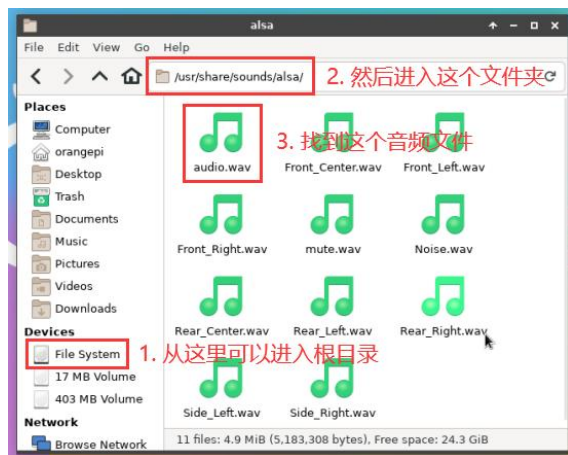 alsa
File Edit View Go Help
/usr/share/sounds/alsa/
2. 然后进入这个文件夹
Places
Computer
orangepi
Desktop
Trash
Documents
Music
Pictures
Videos
Downloads
Devices
File System
17 MB Volume
403 MB Volume
Network
Browse Network
3. 找到这个音频文件
audio.wav Front_Center.wav Front_Left.wav
Front_Right.wav mute.wav Noise.wav
Rear_Center.wav Rear_Left.wav Rear_Right.wav
1. 从这里可以进入根目录
Side_Left.wav Side_Right.wav
11 files: 4.9 MiB (5,183,308 bytes), Free space: 24.3 GiB